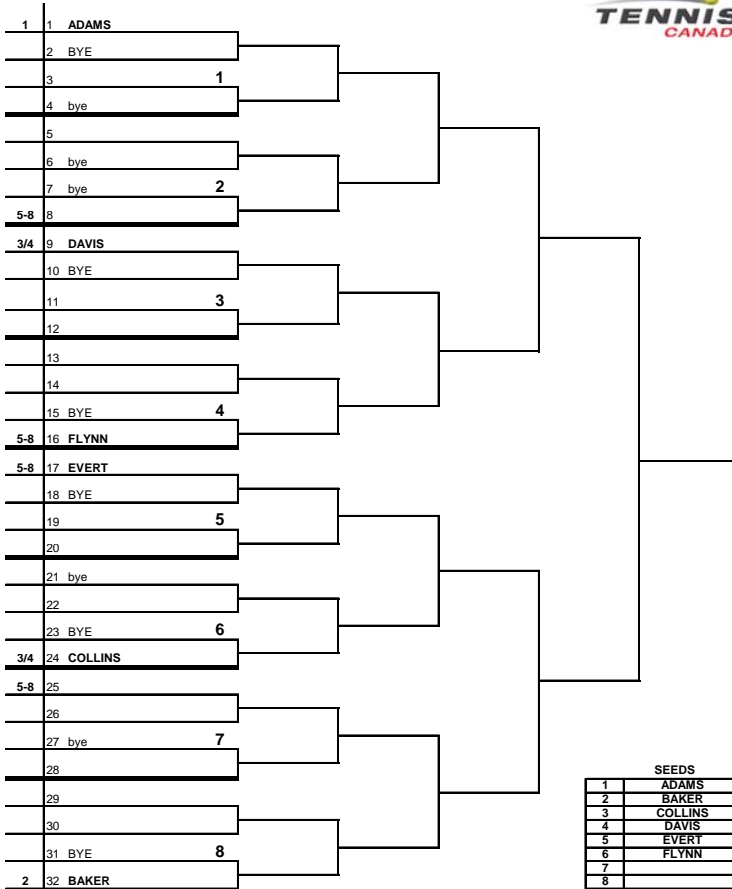 TENNIS
CANAD
1 1 ADAMS
2 BYE
3 1
4 bye
5
6 bye
7 bye 2
5-8 8
3/4 9 DAVIS
10 BYE
11 3
12
13
14
15 BYE 4
5-8 16 FLYNN
5-8 17 EVERT
18 BYE
19 5
20
21 bye
22
23 BYE 6
3/4 24 COLLINS
5-8 25
26
27 bye 7
28
29
30
31 BYE 8
2 32 BAKER
SEEDS
1 ADAMS
2 BAKER
3 COLLINS
4 DAVIS
5 EVERT
6 FLYNN
7
8